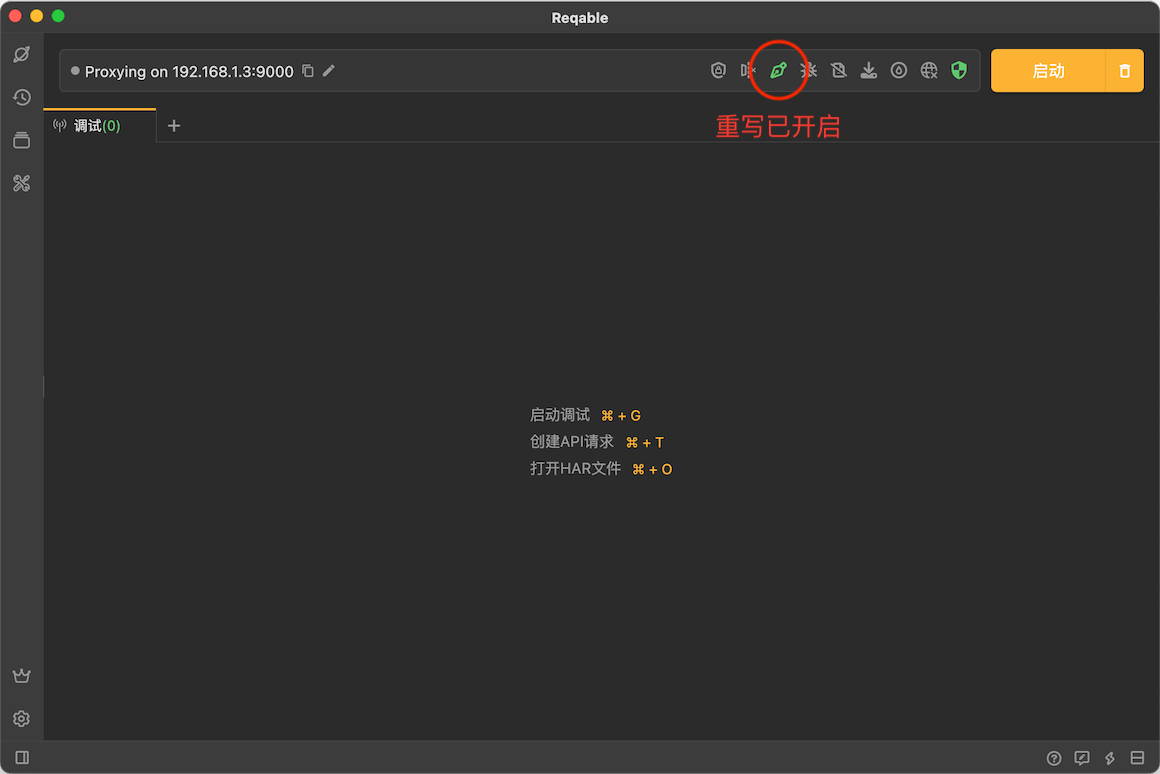 Reqable
Proxying on 192.168.1.3:9000
启动
调试(0)
重写已开启
启动调试 ⌘ + G
创建API请求 ⌘ + T
打开HAR文件 ⌘ + O